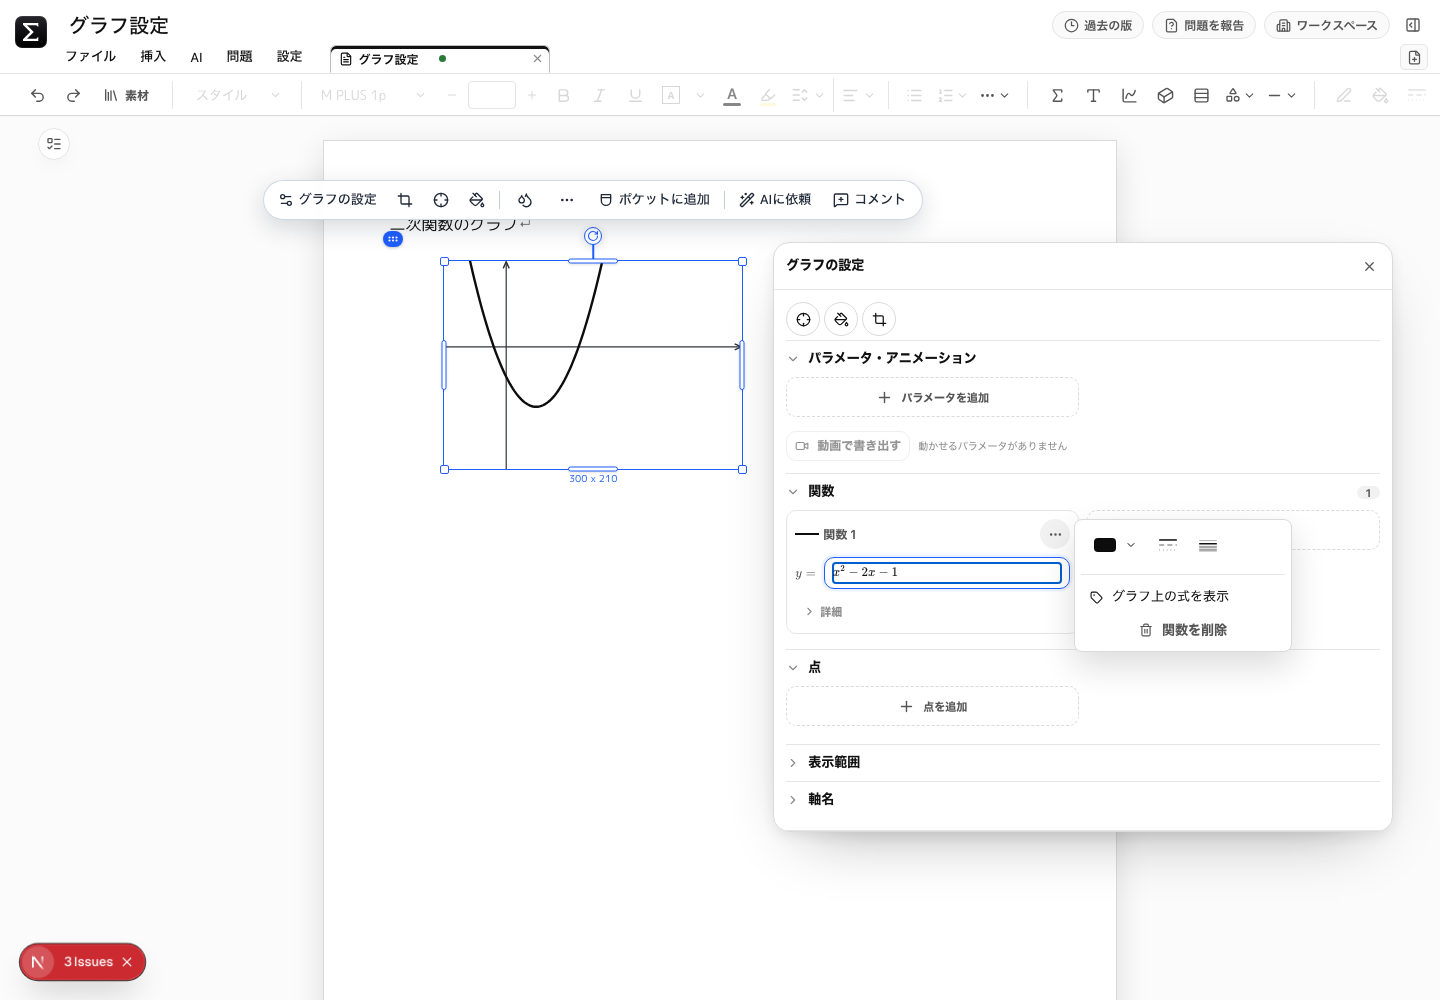 グラフ設定
過去の版
問題を報告
ワークスペース
ファイル 挿入 AI 問題 設定
グラフ設定
素材 スタイル M PLUS 1p
グラフの設定 ポケットに追加 AIに依頼 コメント
二次関数のグラフ
300 x 210
グラフの設定
パラメータ・アニメーション
パラメータを追加
動画で書き出す 動かせるパラメータがありません
関数 1
関数 1
y = x² − 2x − 1
詳細
グラフ上の式を表示
関数を削除
点
点を追加
表示範囲
軸名
3 Issues